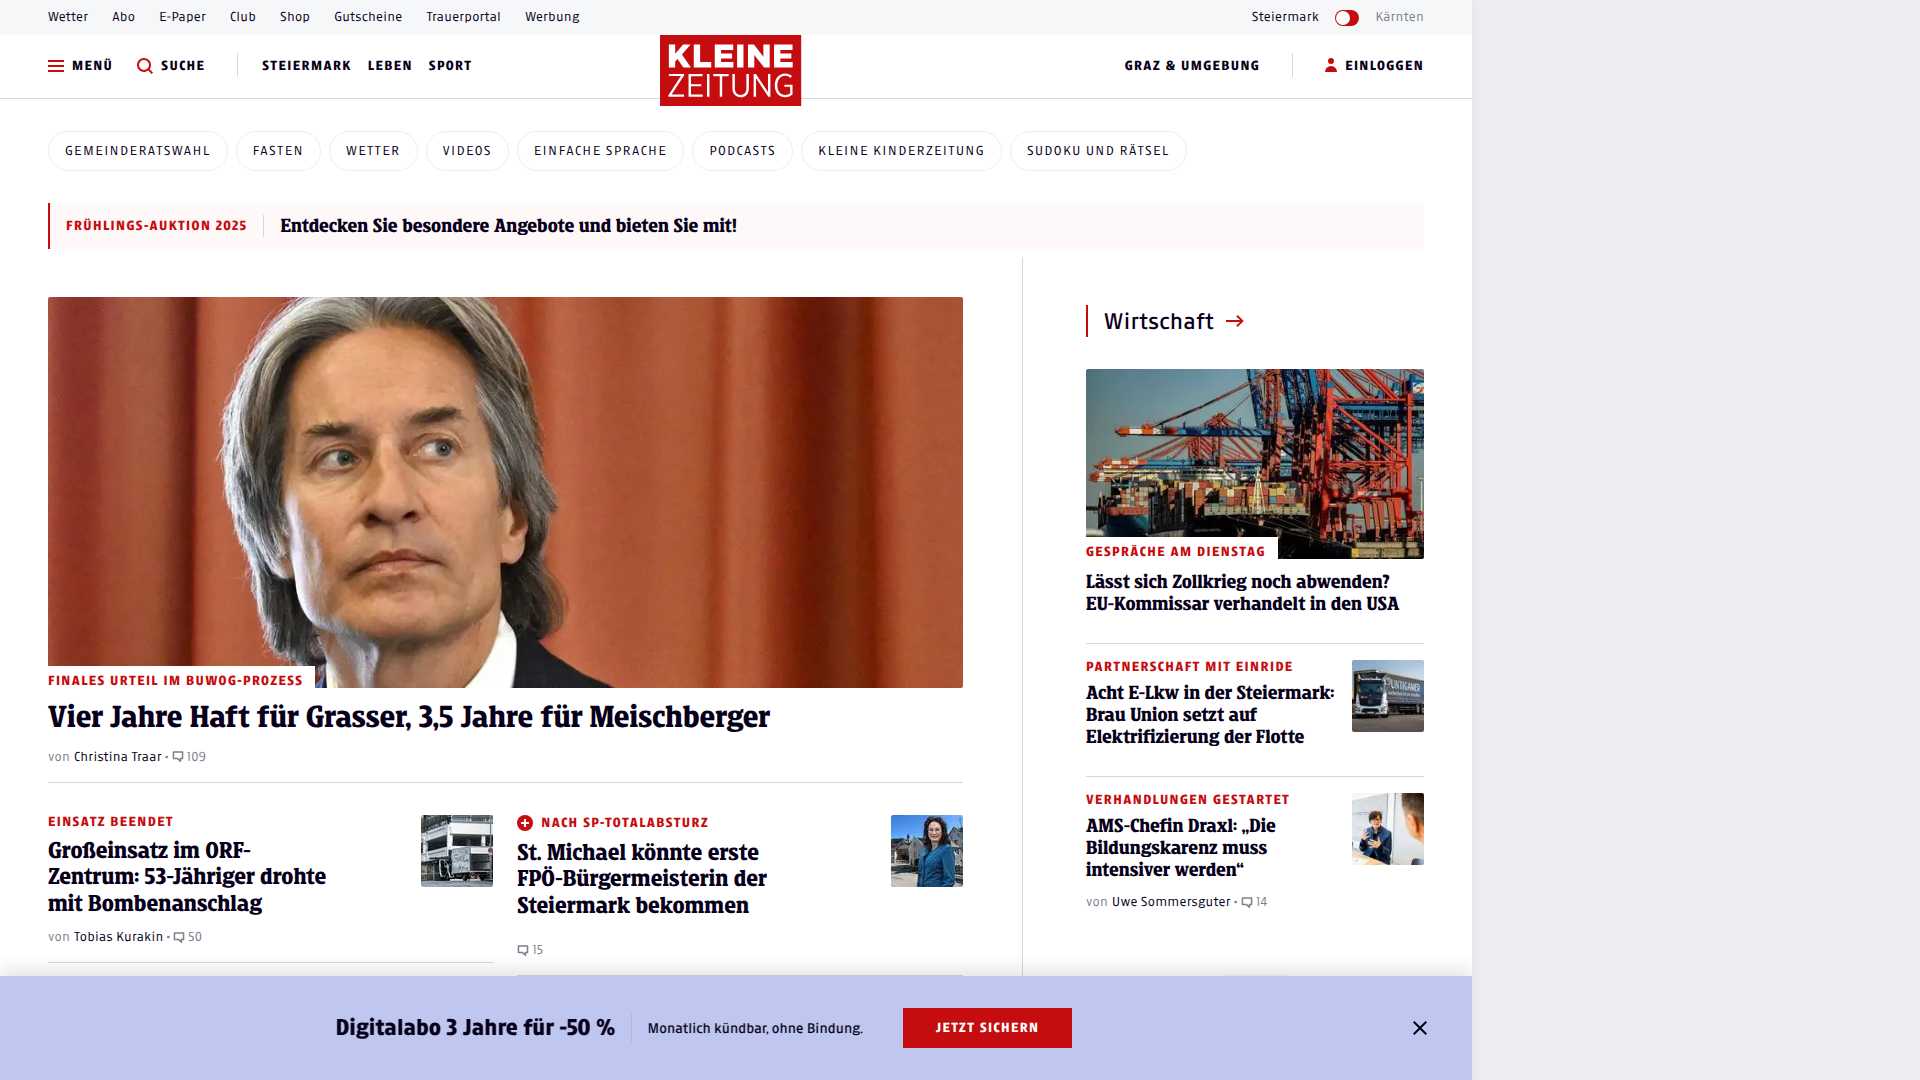 Wetter Abo E-Paper Club Shop Gutscheine Trauerportal Werbung Steiermark Kärnten
MENÜ SUCHE STEIERMARK LEBEN SPORT KLEINE ZEITUNG GRAZ & UMGEBUNG EINLOGGEN
GEMEINDERATSWAHL FASTEN WETTER VIDEOS EINFACHE SPRACHE PODCASTS KLEINE KINDERZEITUNG SUDOKU UND RÄTSEL
FRÜHLINGS-AUKTION 2025 Entdecken Sie besondere Angebote und bieten Sie mit!
FINALES URTEIL IM BUWOG-PROZESS
Vier Jahre Haft für Grasser, 3,5 Jahre für Meischberger
von Christina Traar • 109
EINSATZ BEENDET
Großeinsatz im ORF-
Zentrum: 53-Jähriger drohte
mit Bombenanschlag
von Tobias Kurakin • 50
NACH SP-TOTALABSTURZ
St. Michael könnte erste
FPÖ-Bürgermeisterin der
Steiermark bekommen
15
Wirtschaft
GESPRÄCHE AM DIENSTAG
Lässt sich Zollkrieg noch abwenden?
EU-Kommissar verhandelt in den USA
PARTNERSCHAFT MIT EINRIDE
Acht E-Lkw in der Steiermark:
Brau Union setzt auf
Elektrifizierung der Flotte
VERHANDLUNGEN GESTARTET
AMS-Chefin Draxl: „Die
Bildungskarenz muss
intensiver werden“
von Uwe Sommersguter • 14
Digitalabo 3 Jahre für -50 % Monatlich kündbar, ohne Bindung. JETZT SICHERN